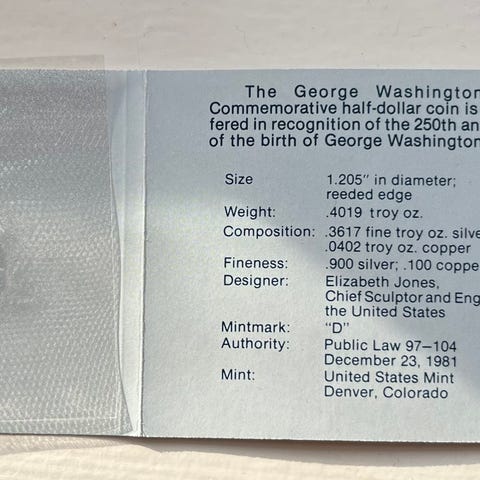 The George Washington
Commemorative half-dollar coin is
fered in recognition of the 250th an
of the birth of George Washington
Size 1.205" in diameter;
reeded edge
Weight: .4019 troy oz.
Composition: .3617 fine troy oz. silve
.0402 troy oz. copper
Fineness: .900 silver; .100 coppe
Designer: Elizabeth Jones,
Chief Sculptor and Eng
the United States
Mintmark: "D"
Authority: Public Law 97–104
December 23, 1981
Mint: United States Mint
Denver, Colorado